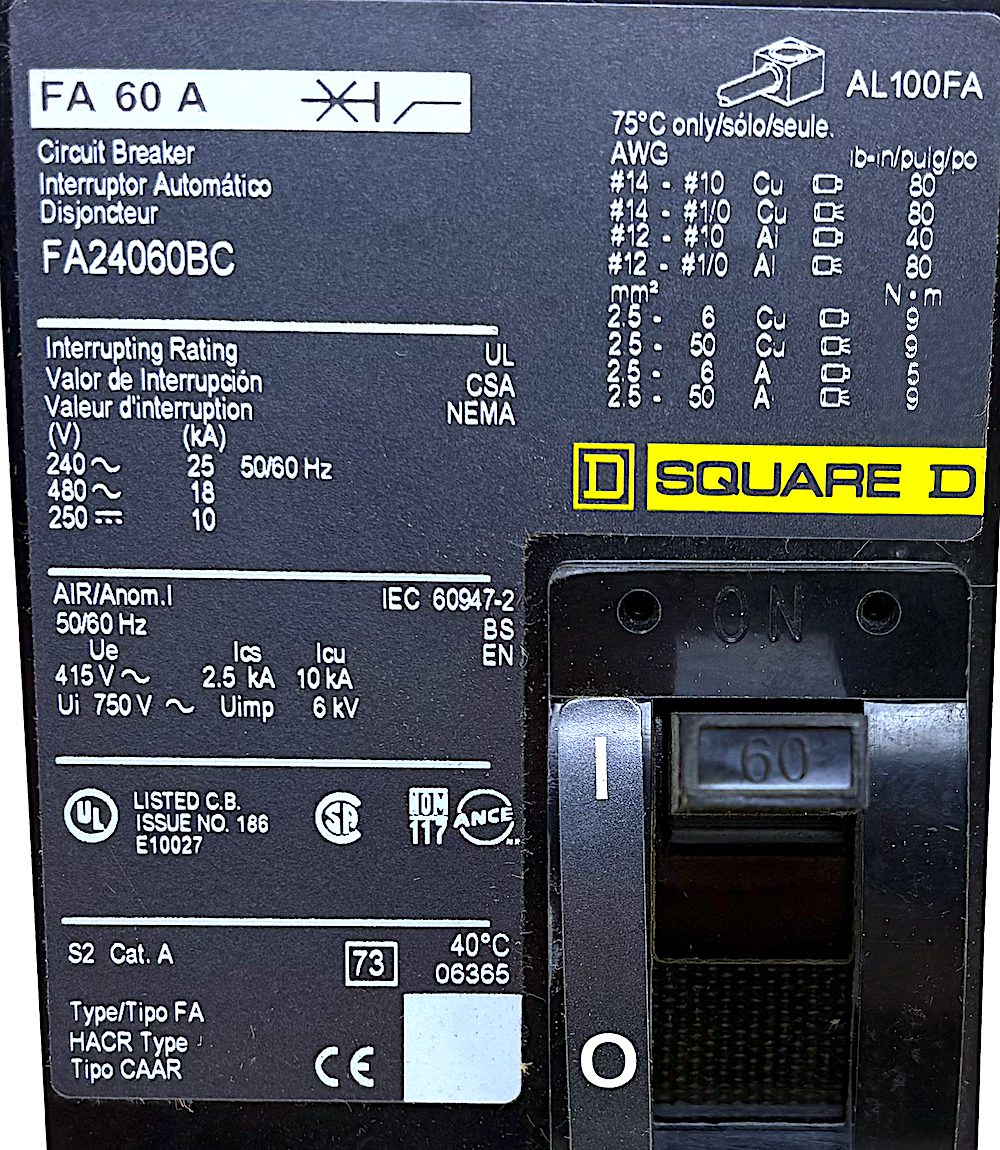 FA 60 A
Circuit Breaker
Interruptor Automático
Disjoncteur
FA24060BC
Interrupting Rating UL
Valor de Interrupción CSA
Valeur d'interruption NEMA
(V) (kA)
240 ~ 25 50/60 Hz
480 ~ 18
250 ⎓ 10
AIR/Anom.I IEC 60947-2
50/60 Hz BS
Ue Ics Icu EN
415 V ~ 2.5 kA 10 kA
Ui 750 V ~ Uimp 6 kV
UL LISTED C.B.
ISSUE NO. 186
E10027
SA
NOM
117
ANCE
S2 Cat. A 73 40°C
06365
Type/Tipo FA
HACR Type
Tipo CAAR
CE
AL100FA
75°C only/sólo/seule.
AWG lb-in/pulg/po
#14 - #10 Cu 80
#14 - #1/0 Cu 80
#12 - #10 Al 40
#12 - #1/0 Al 80
mm² N • m
2.5 - 6 Cu 9
2.5 - 50 Cu 9
2.5 - 6 A 5
2.5 - 50 A 9
D SQUARE D
ON
I
60
O